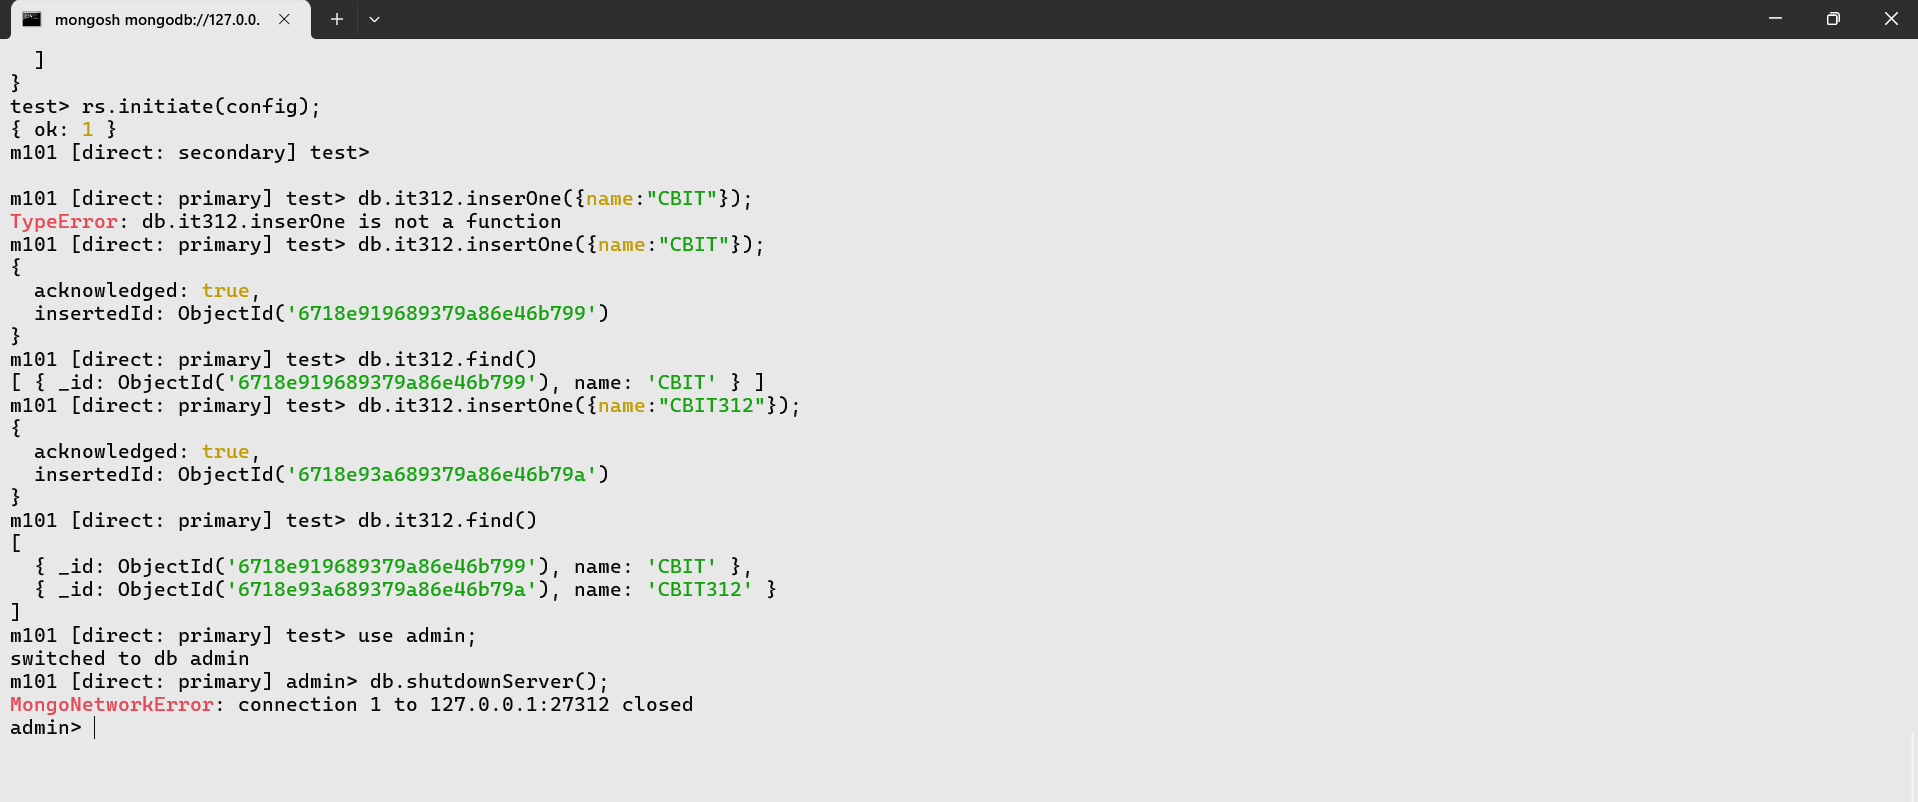 mongosh mongodb://127.0.0.
  ]
}
test> rs.initiate(config);
{ ok: 1 }
m101 [direct: secondary] test>

m101 [direct: primary] test> db.it312.inserOne({name:"CBIT"});
TypeError: db.it312.inserOne is not a function
m101 [direct: primary] test> db.it312.insertOne({name:"CBIT"});
{
  acknowledged: true,
  insertedId: ObjectId('6718e919689379a86e46b799')
}
m101 [direct: primary] test> db.it312.find()
[ { _id: ObjectId('6718e919689379a86e46b799'), name: 'CBIT' } ]
m101 [direct: primary] test> db.it312.insertOne({name:"CBIT312"});
{
  acknowledged: true,
  insertedId: ObjectId('6718e93a689379a86e46b79a')
}
m101 [direct: primary] test> db.it312.find()
[
  { _id: ObjectId('6718e919689379a86e46b799'), name: 'CBIT' },
  { _id: ObjectId('6718e93a689379a86e46b79a'), name: 'CBIT312' }
]
m101 [direct: primary] test> use admin;
switched to db admin
m101 [direct: primary] admin> db.shutdownServer();
MongoNetworkError: connection 1 to 127.0.0.1:27312 closed
admin>